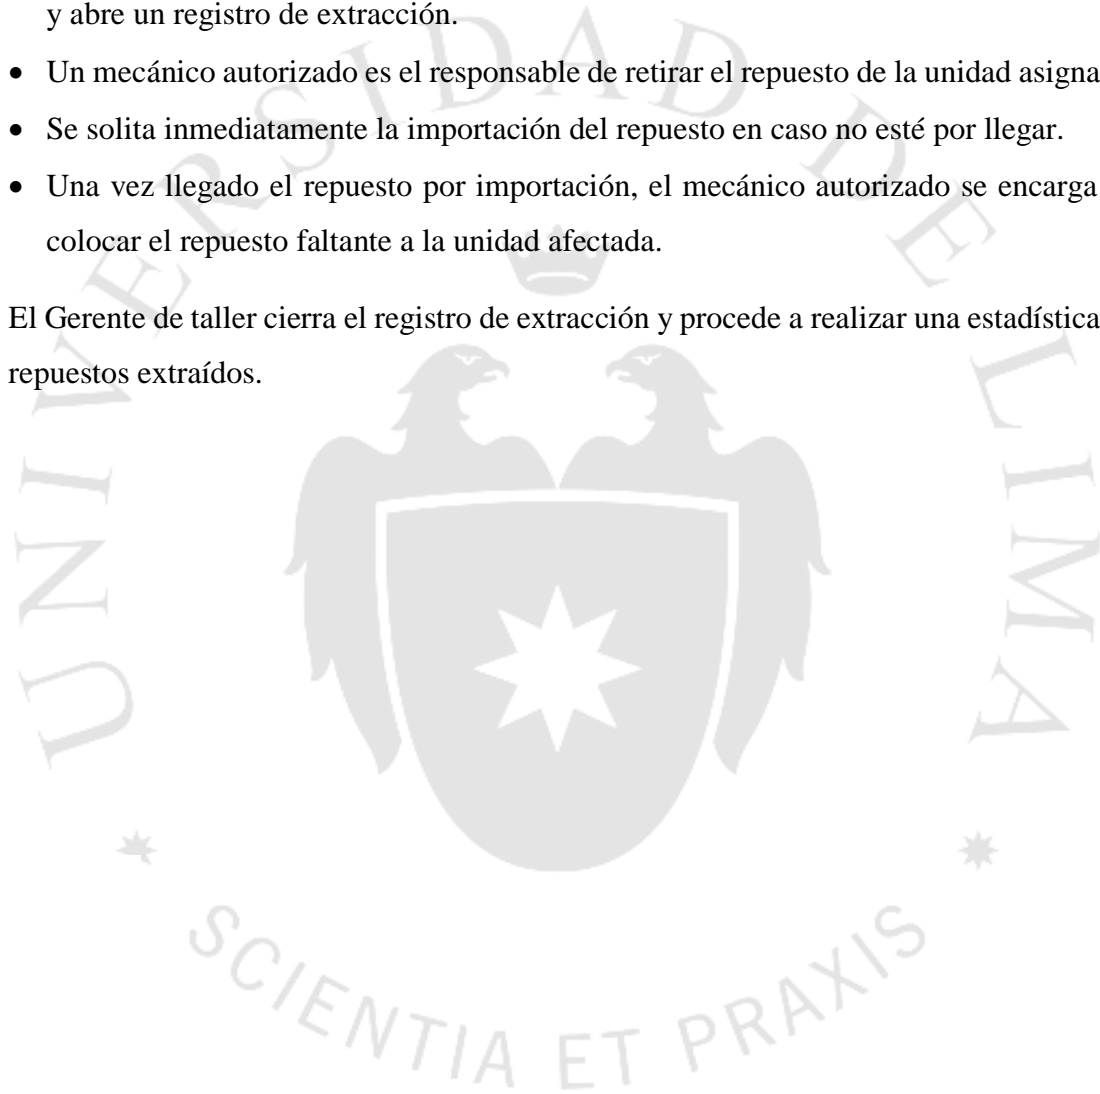 y abre un registro de extracción.
• Un mecánico autorizado es el responsable de retirar el repuesto de la unidad asigna
• Se solita inmediatamente la importación del repuesto en caso no esté por llegar.
• Una vez llegado el repuesto por importación, el mecánico autorizado se encarga
colocar el repuesto faltante a la unidad afectada.
El Gerente de taller cierra el registro de extracción y procede a realizar una estadística
repuestos extraídos.
UNIVERSIDAD DE LIMA
SCIENTIA ET PRAXIS